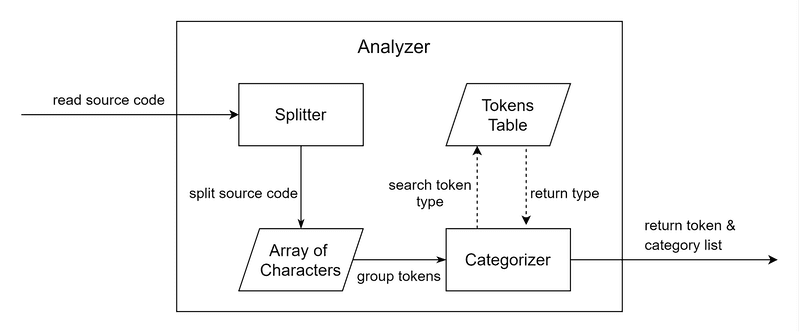 Analyzer
read source code
Splitter
Tokens
Table
split source code
search token
type
return type
Array of
Characters
group tokens
Categorizer
return token &
category list